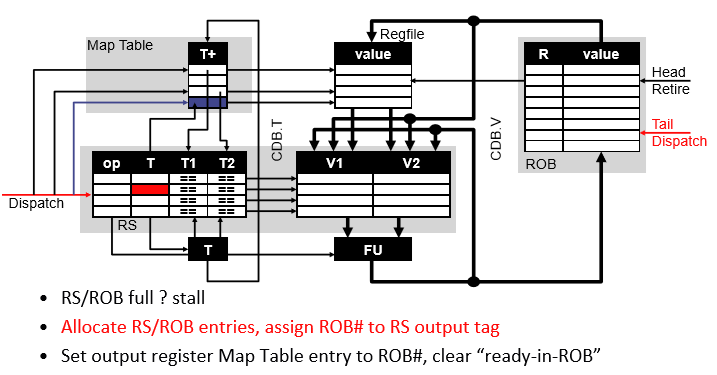 Map Table
T+
Regfile
value
R value
Head
Retire
Tail
Dispatch
CDB.T
CDB.V
ROB
op T T1 T2
V1 V2
== ==
== ==
== ==
== ==
Dispatch
RS
T
FU
• RS/ROB full ? stall
• Allocate RS/ROB entries, assign ROB# to RS output tag
• Set output register Map Table entry to ROB#, clear “ready-in-ROB”